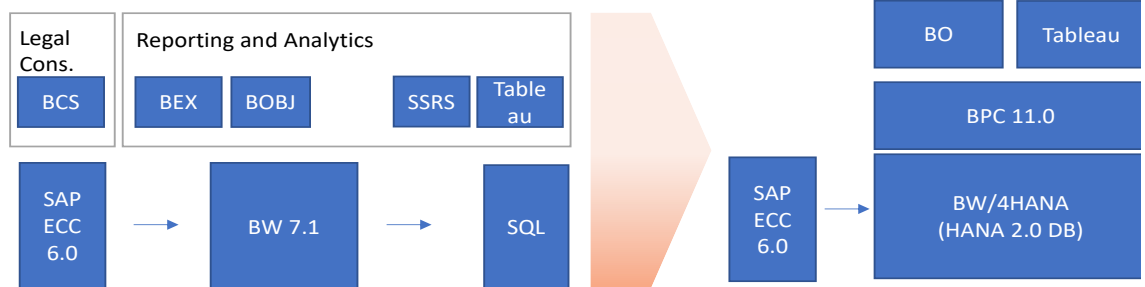 Legal
Cons.
Reporting and Analytics
BCS
BEX
BOBJ
SSRS
Table
au
SAP
ECC
6.0
BW 7.1
SQL
BO
Tableau
BPC 11.0
SAP
ECC
6.0
BW/4HANA
(HANA 2.0 DB)